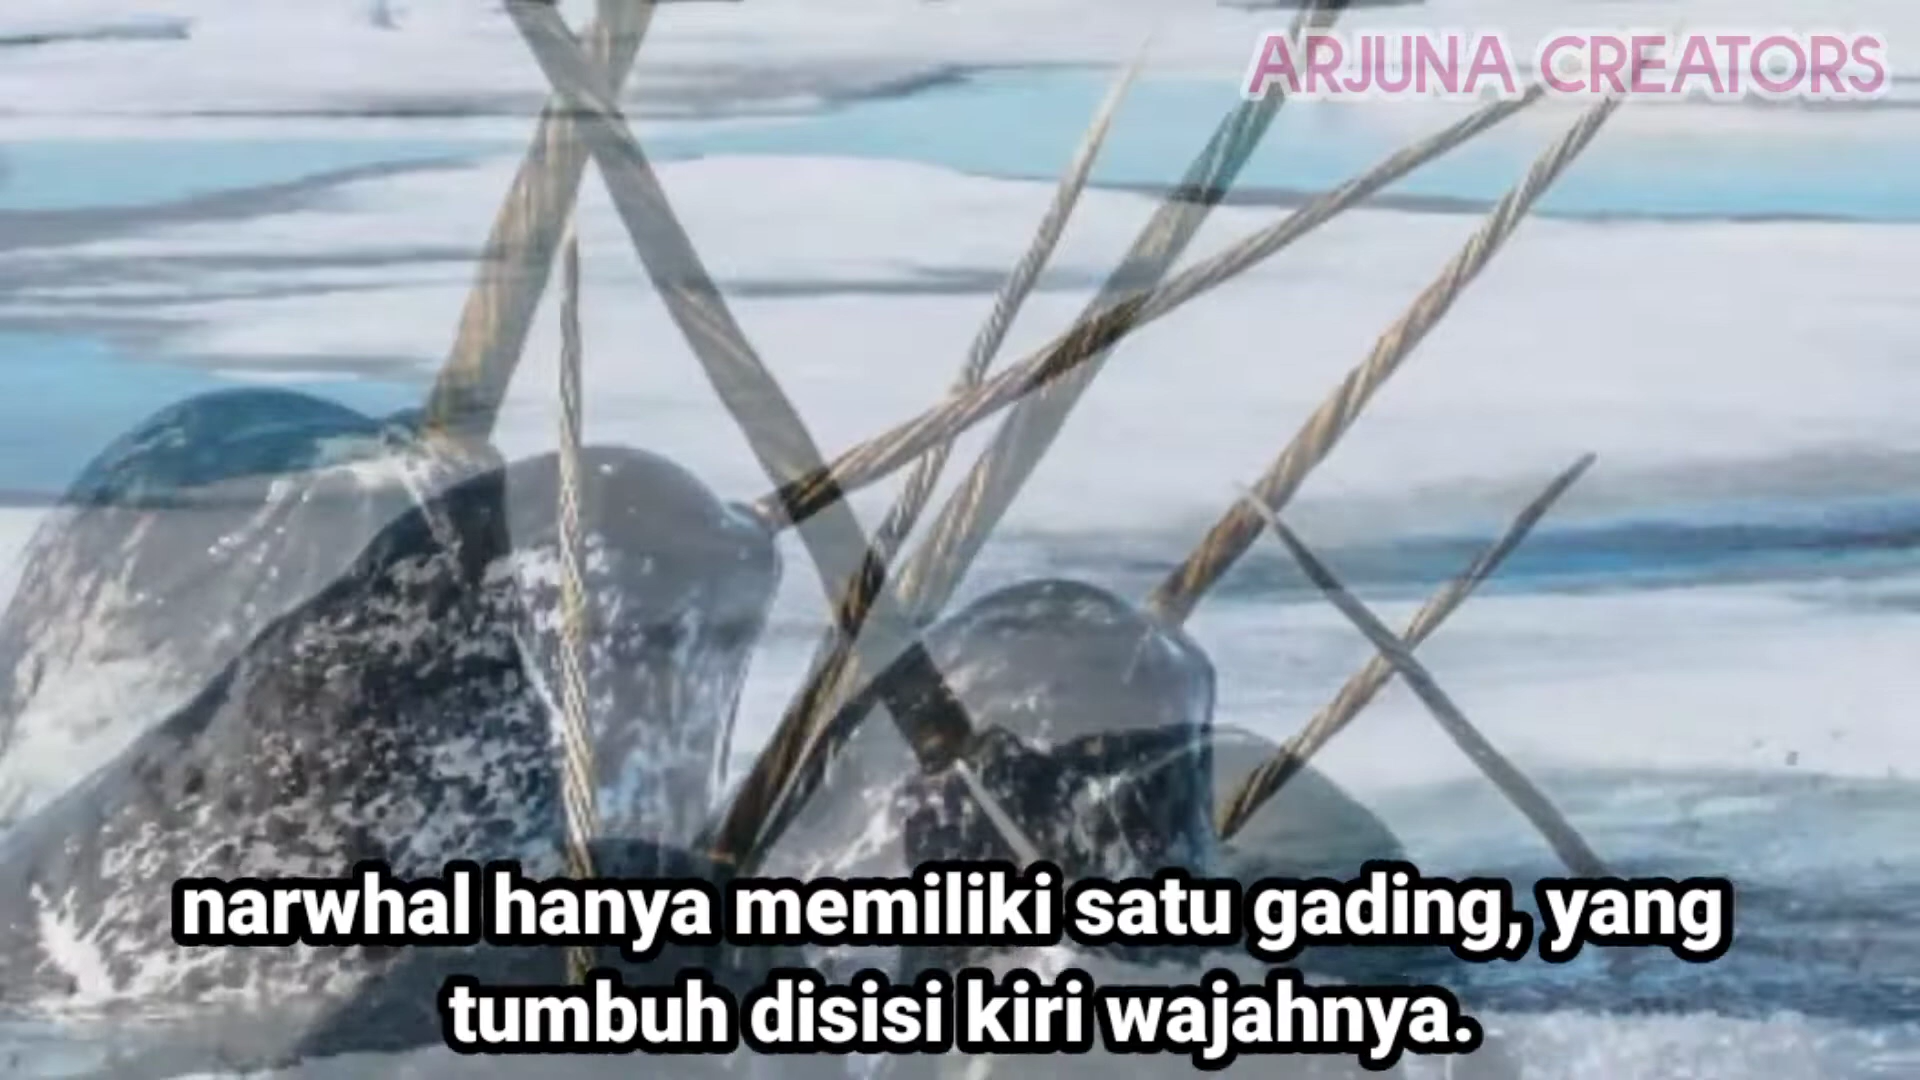 ARJUNA CREATORS
narwhal hanya memiliki satu gading, yang
tumbuh disisi kiri wajahnya.